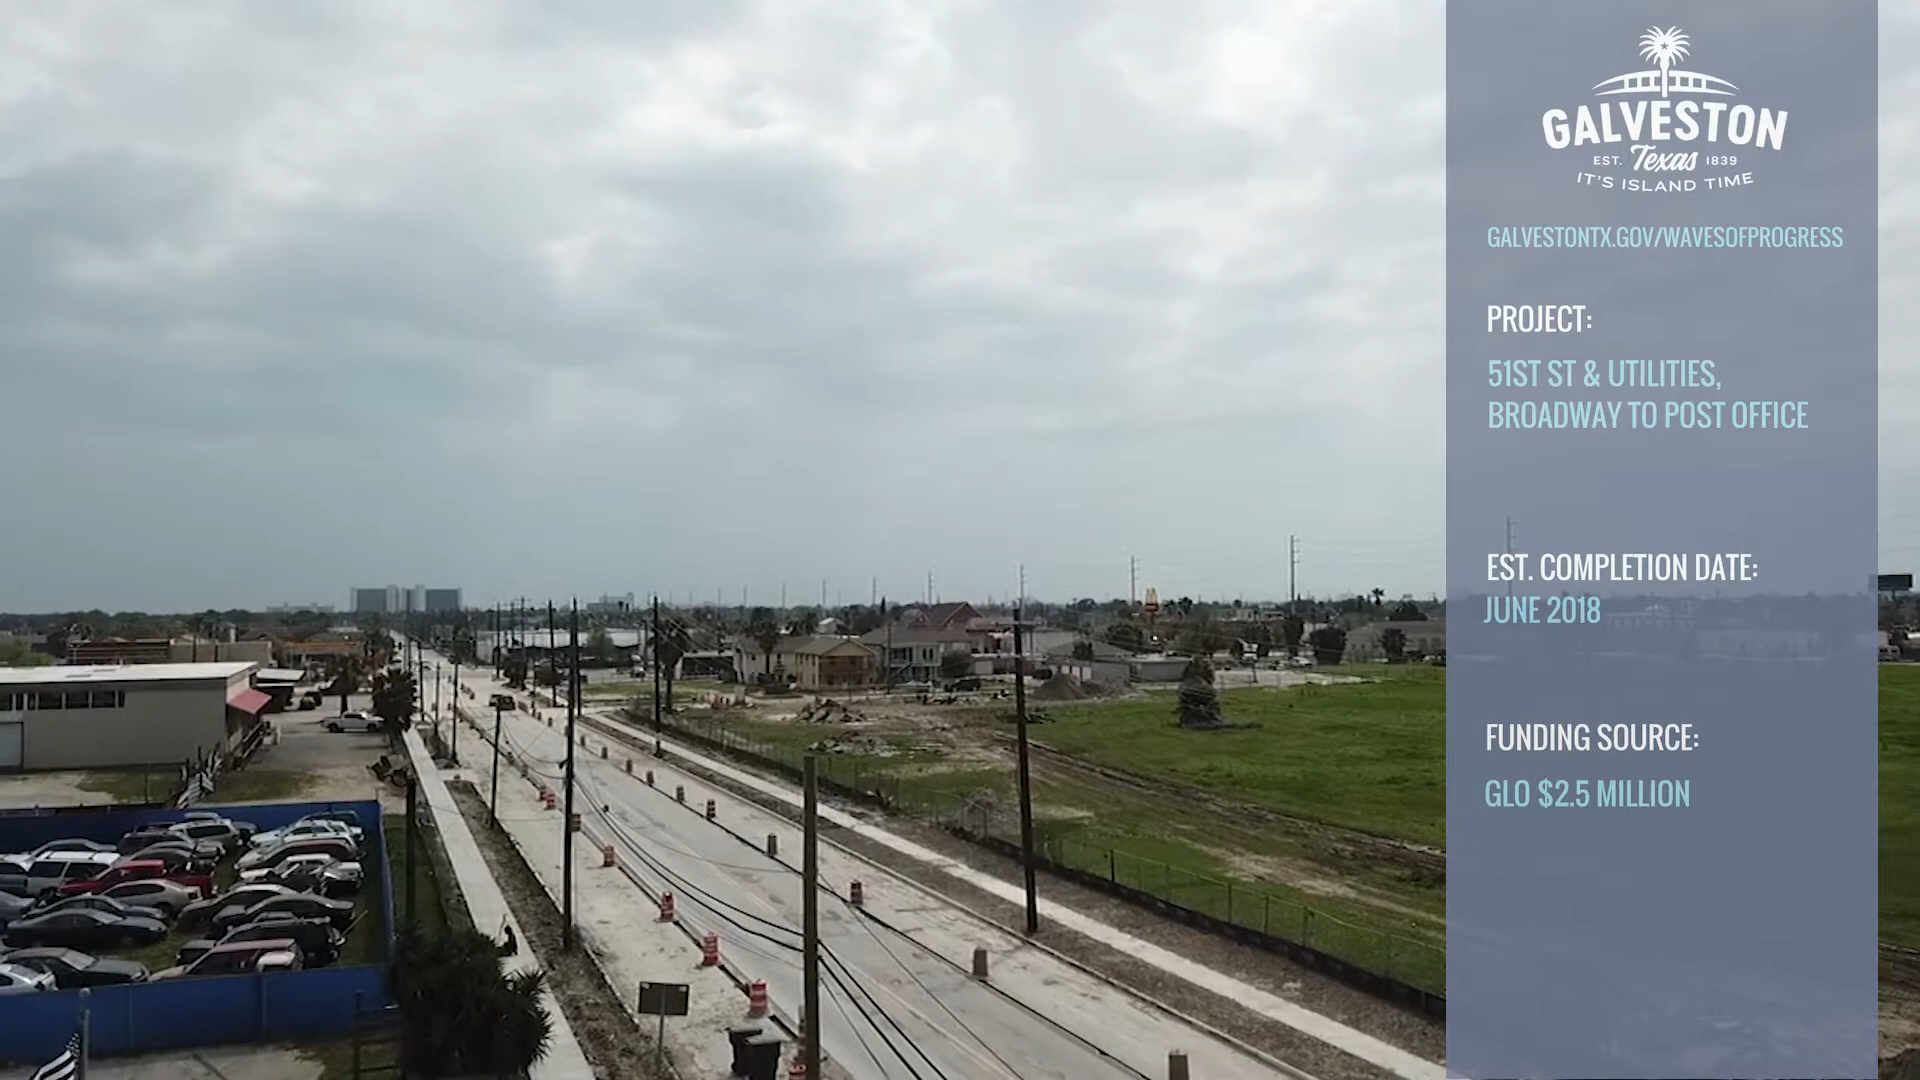 GALVESTON
EST. Texas 1839
IT'S ISLAND TIME
GALVESTONTX.GOV/WAVESOFPROGRESS
PROJECT:
51ST ST & UTILITIES,
BROADWAY TO POST OFFICE
EST. COMPLETION DATE:
JUNE 2018
FUNDING SOURCE:
GLO $2.5 MILLION